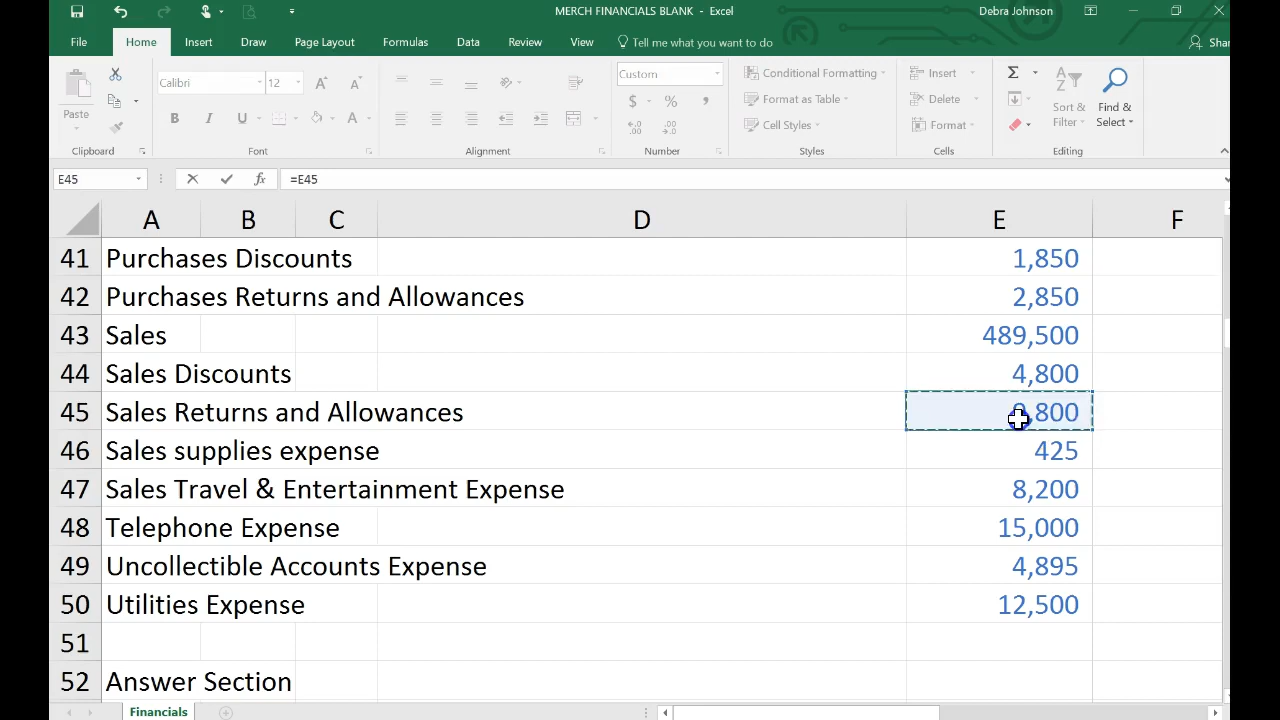 MERCH FINANCIALS BLANK - Excel
Debra Johnson
File Home Insert Draw Page Layout Formulas Data Review View Tell me what you want to do
Paste
Calibri 12
B I U
Custom
$ % ,
Conditional Formatting
Format as Table
Cell Styles
Insert
Delete
Format
Sort & Filter
Find & Select
Clipboard Font Alignment Number Styles Cells Editing
E45 fx =E45
A B C D E F
41 Purchases Discounts 1,850
42 Purchases Returns and Allowances 2,850
43 Sales 489,500
44 Sales Discounts 4,800
45 Sales Returns and Allowances ,800
46 Sales supplies expense 425
47 Sales Travel & Entertainment Expense 8,200
48 Telephone Expense 15,000
49 Uncollectible Accounts Expense 4,895
50 Utilities Expense 12,500
51
52 Answer Section
Financials